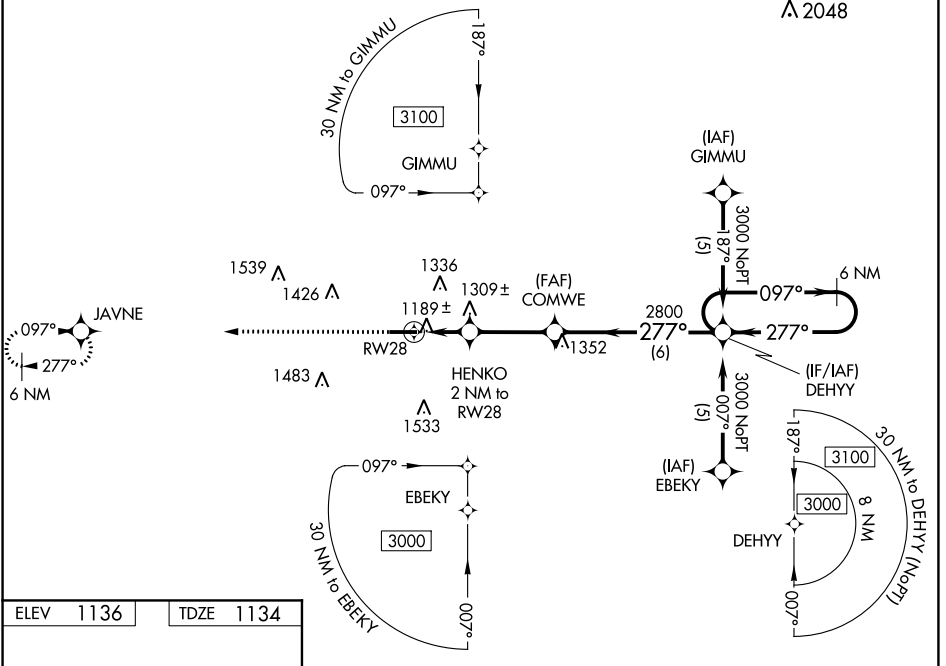 2048
30 NM to GIMMU
187°
3100
GIMMU
097°
(IAF)
GIMMU
3000 NoPT
187°
(5)
6 NM
097°
277°
1539
1426
1336
1309±
1189±
(FAF)
COMWE
2800
277°
(6)
1352
JAVNE
097°
277°
6 NM
RW28
HENKO
2 NM to
RW28
1483
1533
(IF/IAF)
DEHYY
3000 NoPT
007°
(5)
(IAF)
EBEKY
097°
EBEKY
3000
30 NM to EBEKY
007°
187°
30 NM to DEHYY (NoPT)
3100
3000
8 NM
DEHYY
007°
ELEV 1136
TDZE 1134